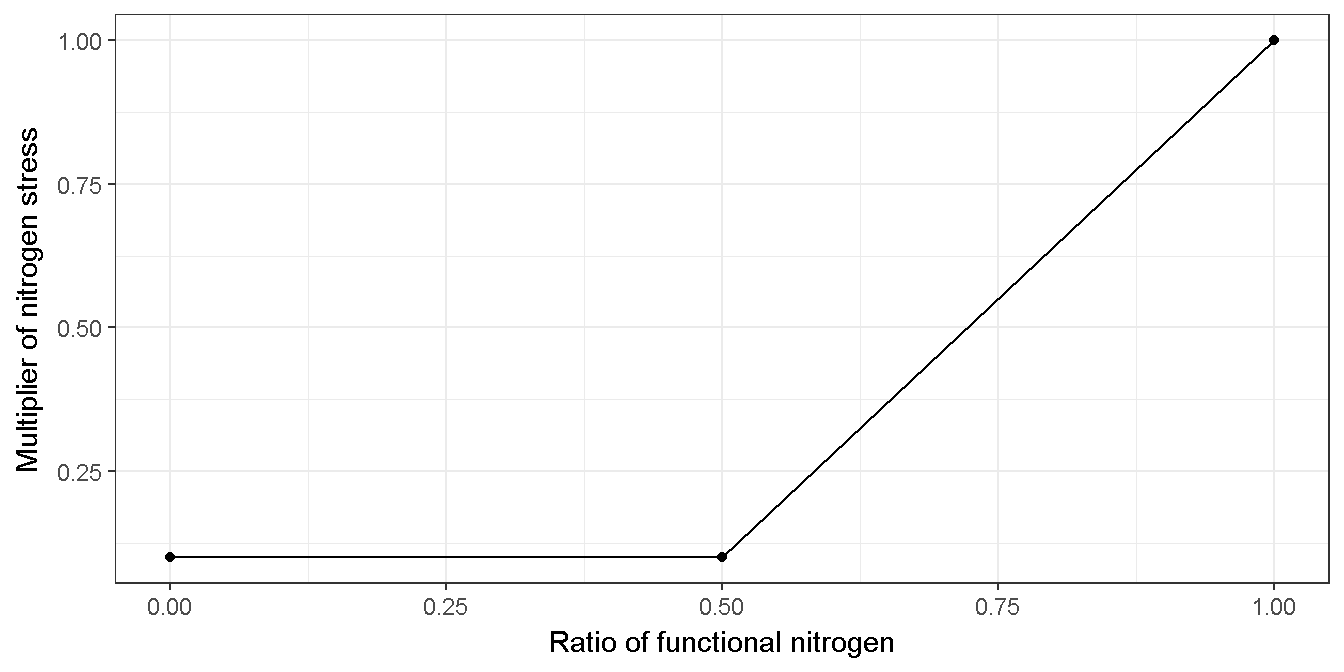 Multiplier of nitrogen stress
1.00
0.75
0.50
0.25
0.00 0.25 0.50 0.75 1.00
Ratio of functional nitrogen